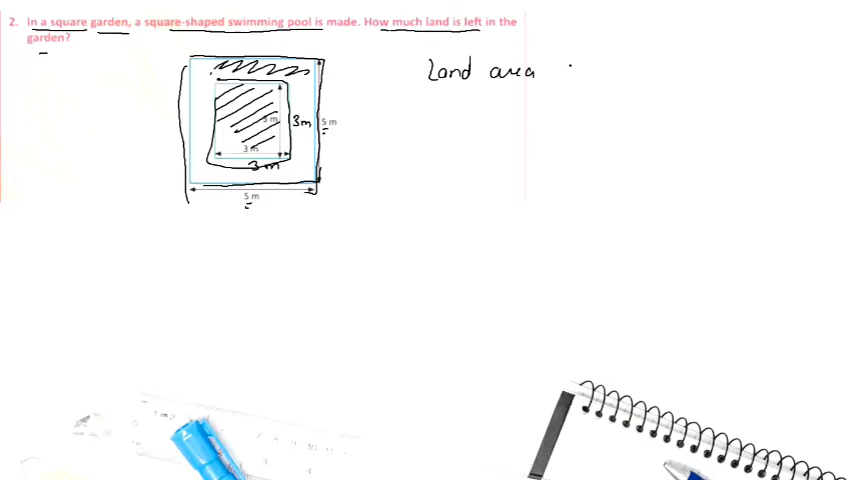 2. In a square garden, a square-shaped swimming pool is made. How much land is left in the
garden?
Land area
3 m
3m
5 m
3 m
3m
5 m